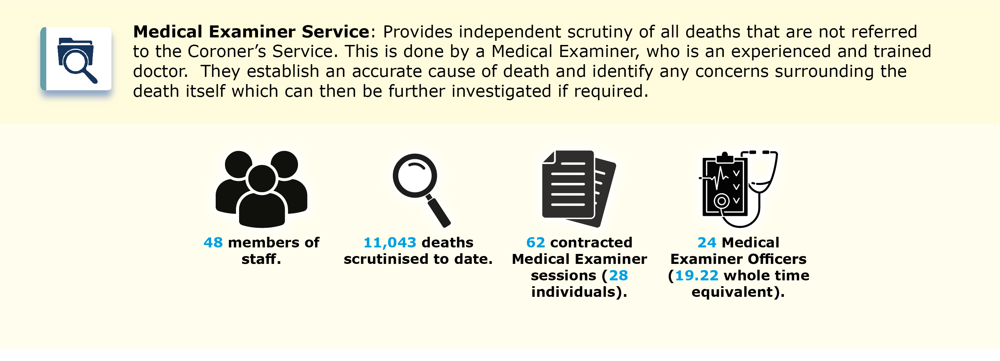 Medical Examiner Service: Provides independent scrutiny of all deaths that are not referred
to the Coroner’s Service. This is done by a Medical Examiner, who is an experienced and trained
doctor.  They establish an accurate cause of death and identify any concerns surrounding the
death itself which can then be further investigated if required.
48 members of
staff.
11,043 deaths
scrutinised to date.
62 contracted
Medical Examiner
sessions (28
individuals).
24 Medical
Examiner Officers
(19.22 whole time
equivalent).